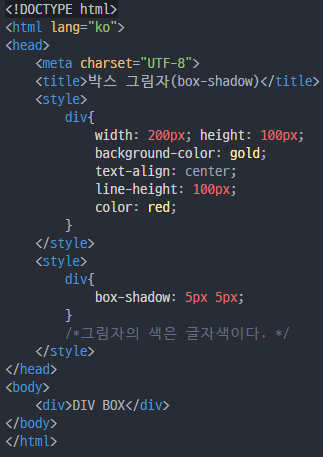 <!DOCTYPE html>
<html lang="ko">
<head>
    <meta charset="UTF-8">
    <title>박스 그림자(box-shadow)</title>
    <style>
        div{
            width: 200px; height: 100px;
            background-color: gold;
            text-align: center;
            line-height: 100px;
            color: red;
        }
    </style>
    <style>
        div{
            box-shadow: 5px 5px;
        }
        /*그림자의 색은 글자색이다. */
    </style>
</head>
<body>
    <div>DIV BOX</div>
</body>
</html>